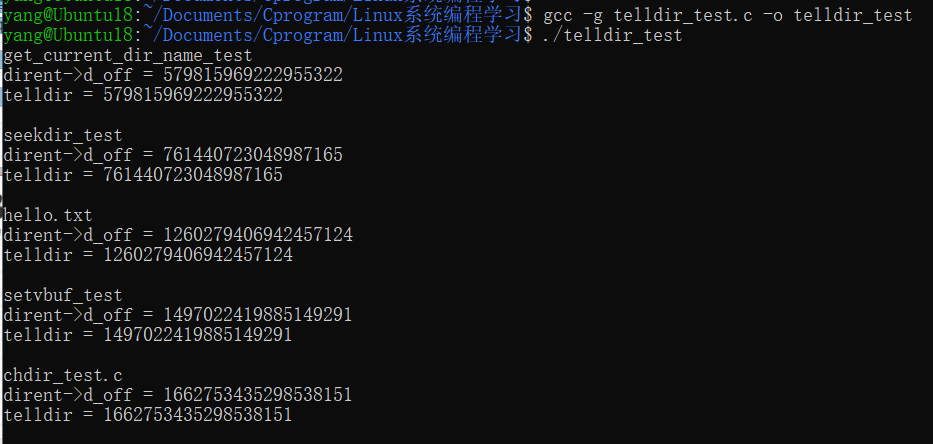 yang@Ubuntu18:~/Documents/Cprogram/Linux系统编程学习$ gcc -g telldir_test.c -o telldir_test
yang@Ubuntu18:~/Documents/Cprogram/Linux系统编程学习$ ./telldir_test
get_current_dir_name_test
dirent->d_off = 579815969222955322
telldir = 579815969222955322
seekdir_test
dirent->d_off = 761440723048987165
telldir = 761440723048987165
hello.txt
dirent->d_off = 1260279406942457124
telldir = 1260279406942457124
setvbuf_test
dirent->d_off = 1497022419885149291
telldir = 1497022419885149291
chdir_test.c
dirent->d_off = 1662753435298538151
telldir = 1662753435298538151